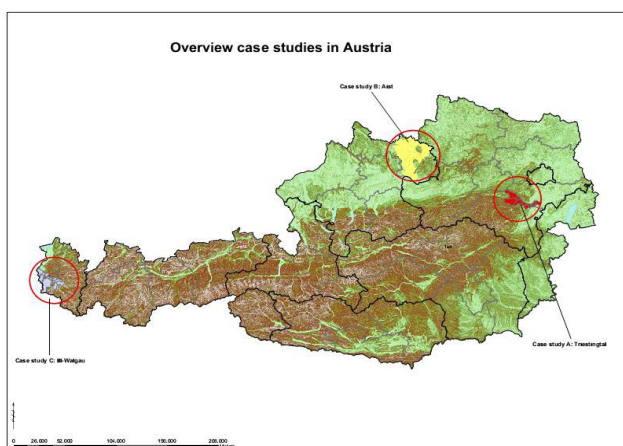 Overview case studies in Austria
Case study B: Aist
Case study A: Triestingtal
Case study C: Ill-Walgau
0 26.000 52.000 104.000 156.000 208.000